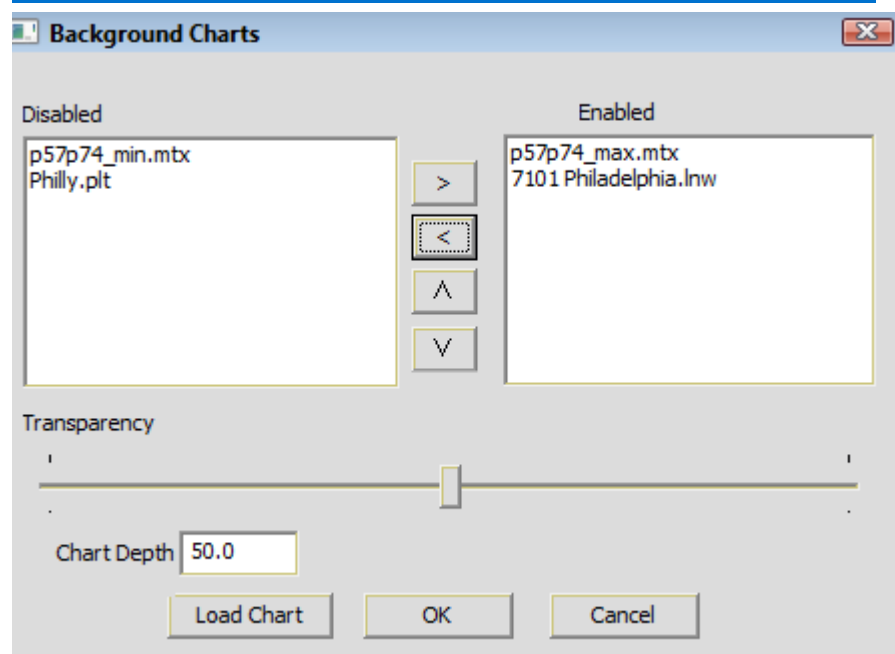 Background Charts
Disabled
Enabled
p57p74_min.mtx
Philly.plt
p57p74_max.mtx
7101 Philadelphia.lnw
>
<
^
V
Transparency
Chart Depth 50.0
Load Chart
OK
Cancel